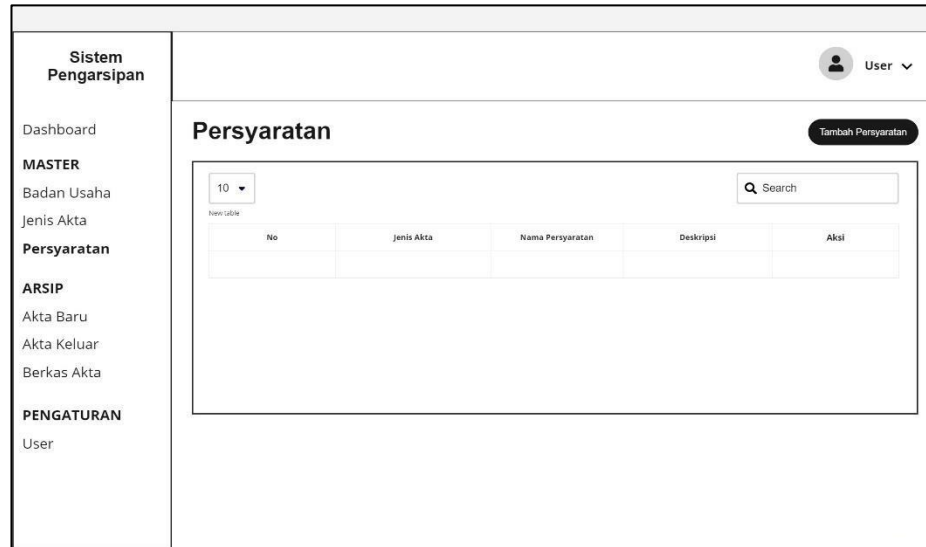 Sistem
Pengarsipan
User
Dashboard
MASTER
Badan Usaha
Jenis Akta
Persyaratan
ARSIP
Akta Baru
Akta Keluar
Berkas Akta
PENGATURAN
User
Persyaratan
Tambah Persyaratan
10
Search
New table
No Jenis Akta Nama Persyaratan Deskripsi Aksi